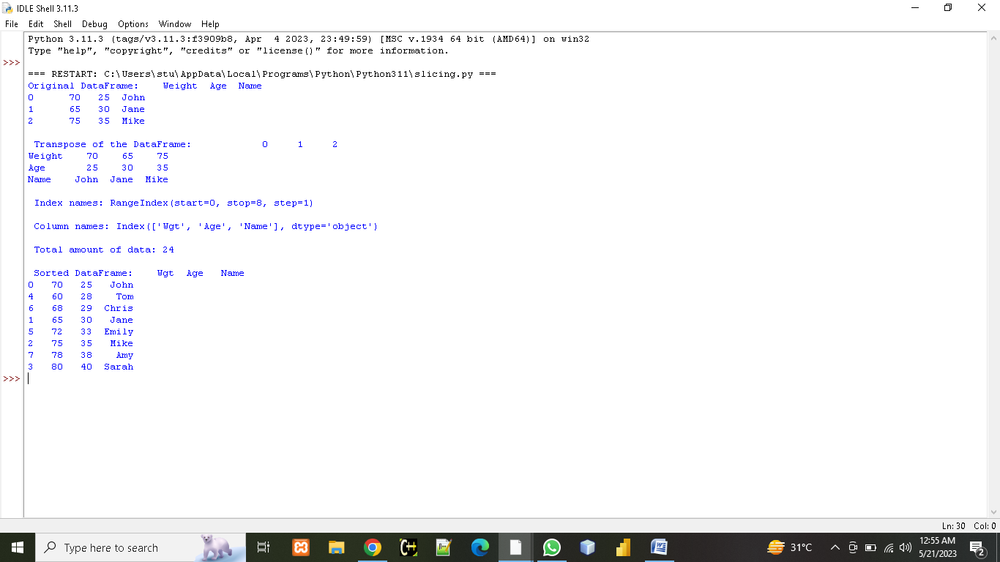 IDLE Shell 3.11.3
File Edit Shell Debug Options Window Help
Python 3.11.3 (tags/v3.11.3:f3909b8, Apr  4 2023, 23:49:59) [MSC v.1934 64 bit (AMD64)] on win32
Type "help", "copyright", "credits" or "license()" for more information.
>>>
=== RESTART: C:\Users\stu\AppData\Local\Programs\Python\Python311\slicing.py ===
Original DataFrame:    Weight  Age  Name
0      70   25  John
1      65   30  Jane
2      75   35  Mike
 Transpose of the DataFrame:            0     1     2
Weight    70    65    75
Age       25    30    35
Name    John  Jane  Mike
 Index names: RangeIndex(start=0, stop=8, step=1)
 Column names: Index(['Wgt', 'Age', 'Name'], dtype='object')
 Total amount of data: 24
 Sorted DataFrame:    Wgt  Age   Name
0   70   25   John
4   60   28    Tom
6   68   29  Chris
1   65   30   Jane
5   72   33  Emily
2   75   35   Mike
7   78   38    Amy
3   80   40  Sarah
>>>
Ln: 30 Col: 0
Type here to search
31°C
12:55 AM
5/21/2023
2